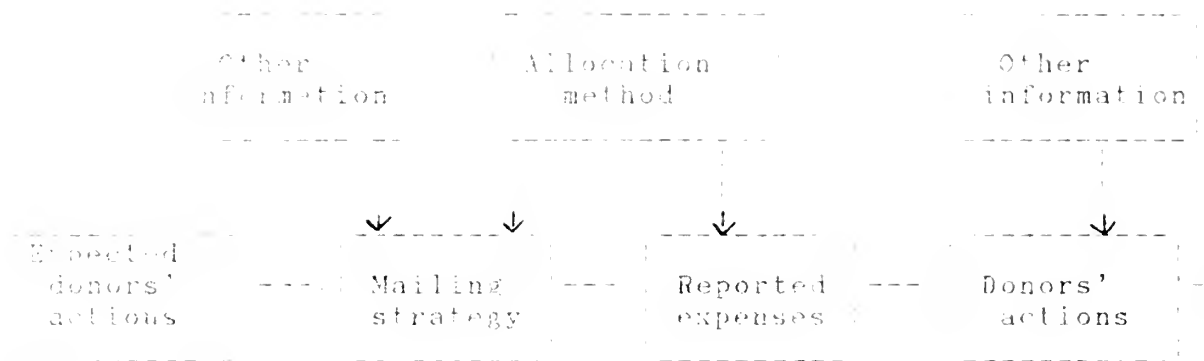 Other
information
Allocation
method
Other
information
Expected
donors'
actions
Mailing
strategy
Reported
expenses
Donors'
actions